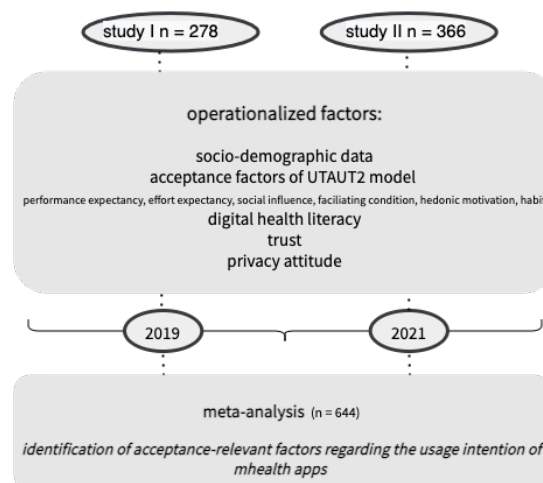 study I n = 278
study II n = 366
operationalized factors:
socio-demographic data
acceptance factors of UTAUT2 model
performance expectancy, effort expectancy, social influence, faciliating condition, hedonic motivation,
digital health literacy
trust
privacy attitude
2019
2021
meta-analysis (n = 644)
identification of acceptance-relevant factors regarding the usage intention of
mhealth apps